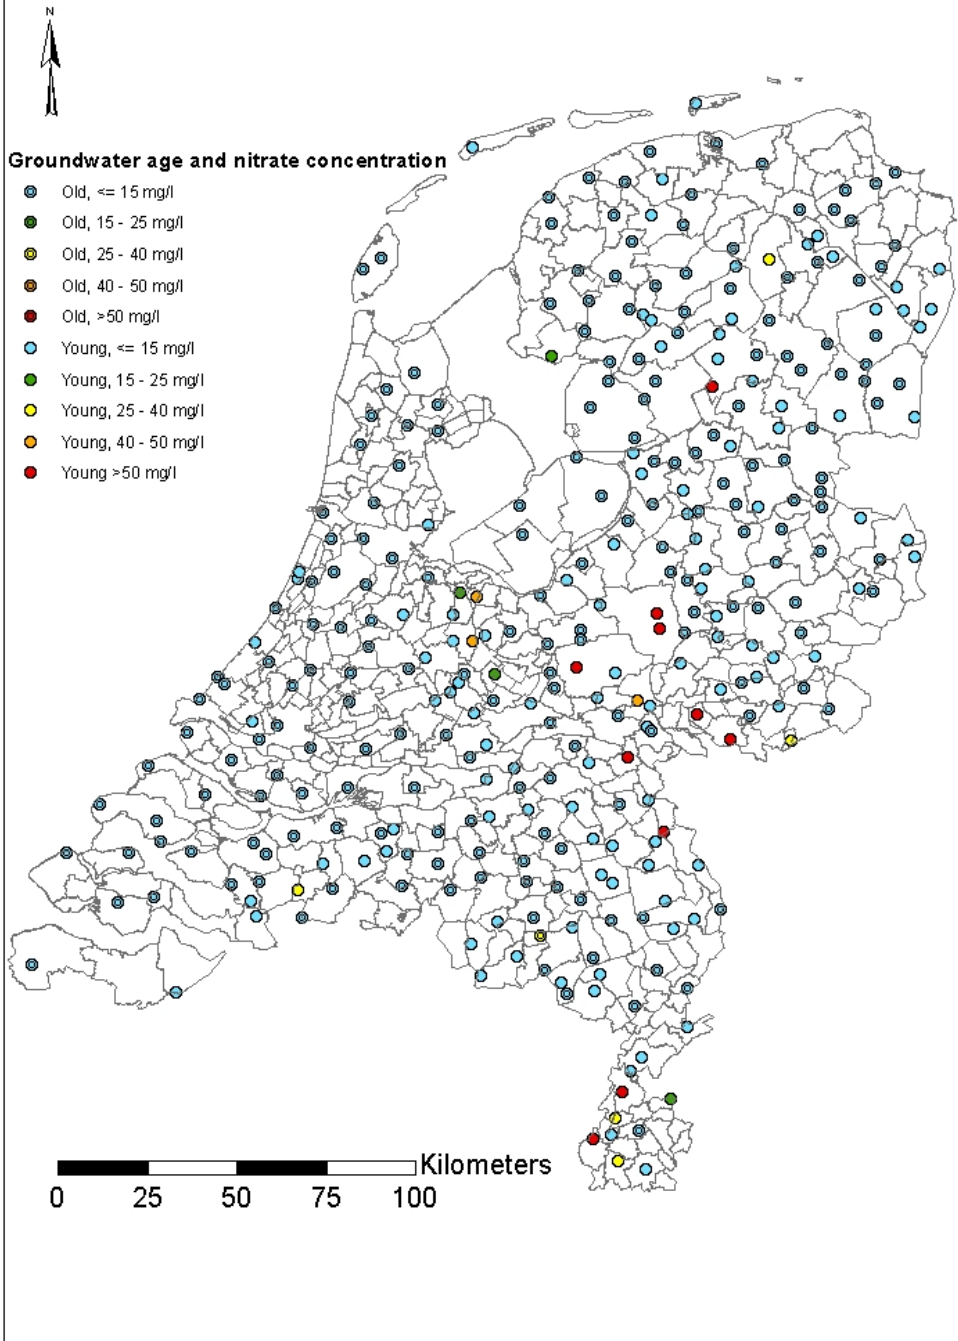 N
Groundwater age and nitrate concentration
Old, <= 15 mg/l
Old, 15 - 25 mg/l
Old, 25 - 40 mg/l
Old, 40 - 50 mg/l
Old, >50 mg/l
Young, <= 15 mg/l
Young, 15 - 25 mg/l
Young, 25 - 40 mg/l
Young, 40 - 50 mg/l
Young >50 mg/l
Kilometers
0 25 50 75 100